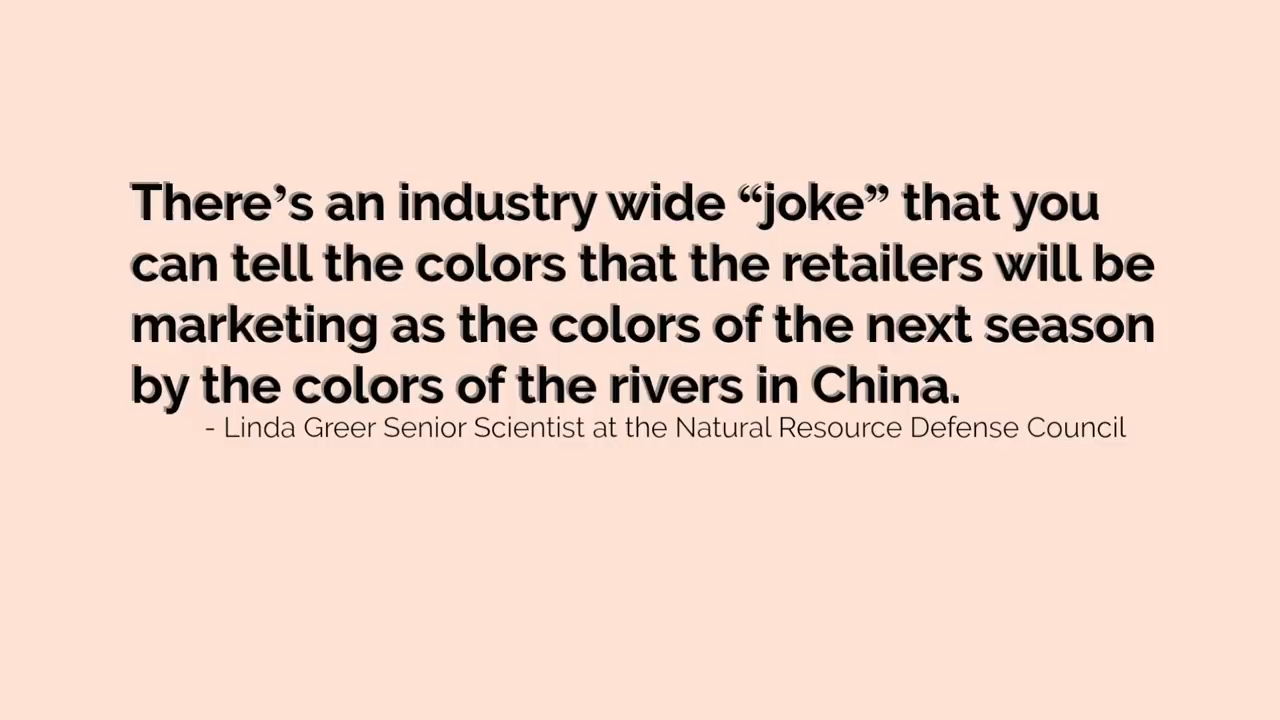 There’s an industry wide “joke” that you
can tell the colors that the retailers will be
marketing as the colors of the next season
by the colors of the rivers in China.
- Linda Greer Senior Scientist at the Natural Resource Defense Council